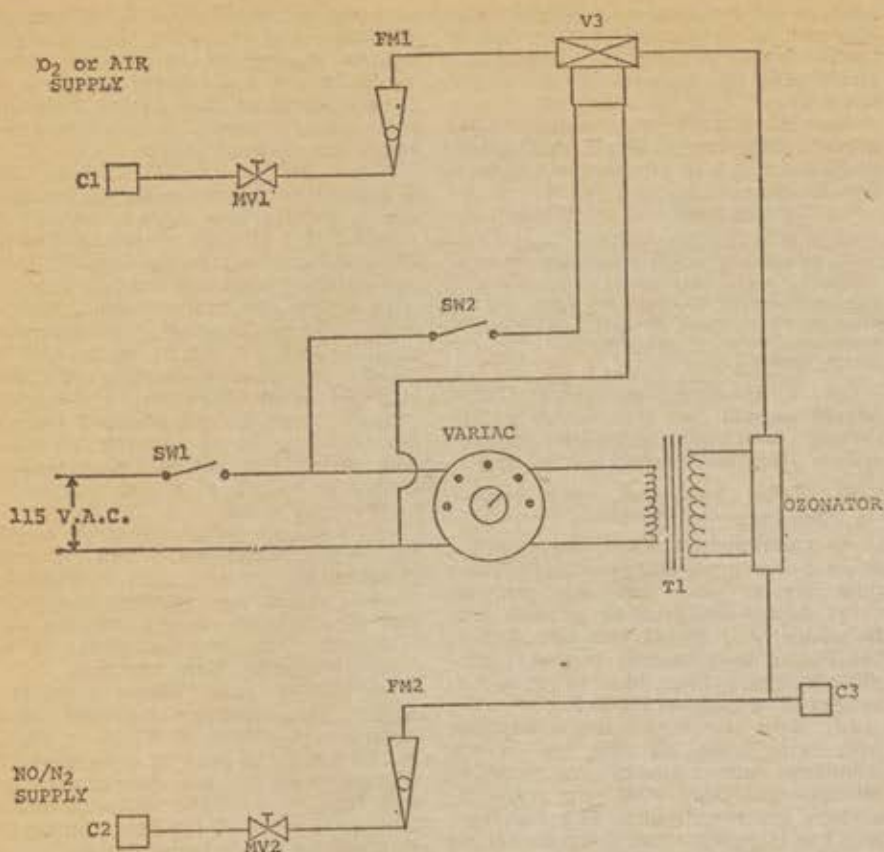 V3
FM1
O₂ or AIR
SUPPLY
C1
MV1
SW2
VARIAC
SW1
115 V.A.C.
OZONATOR
T1
FM2
C3
NO/N₂
SUPPLY
C2
MV2